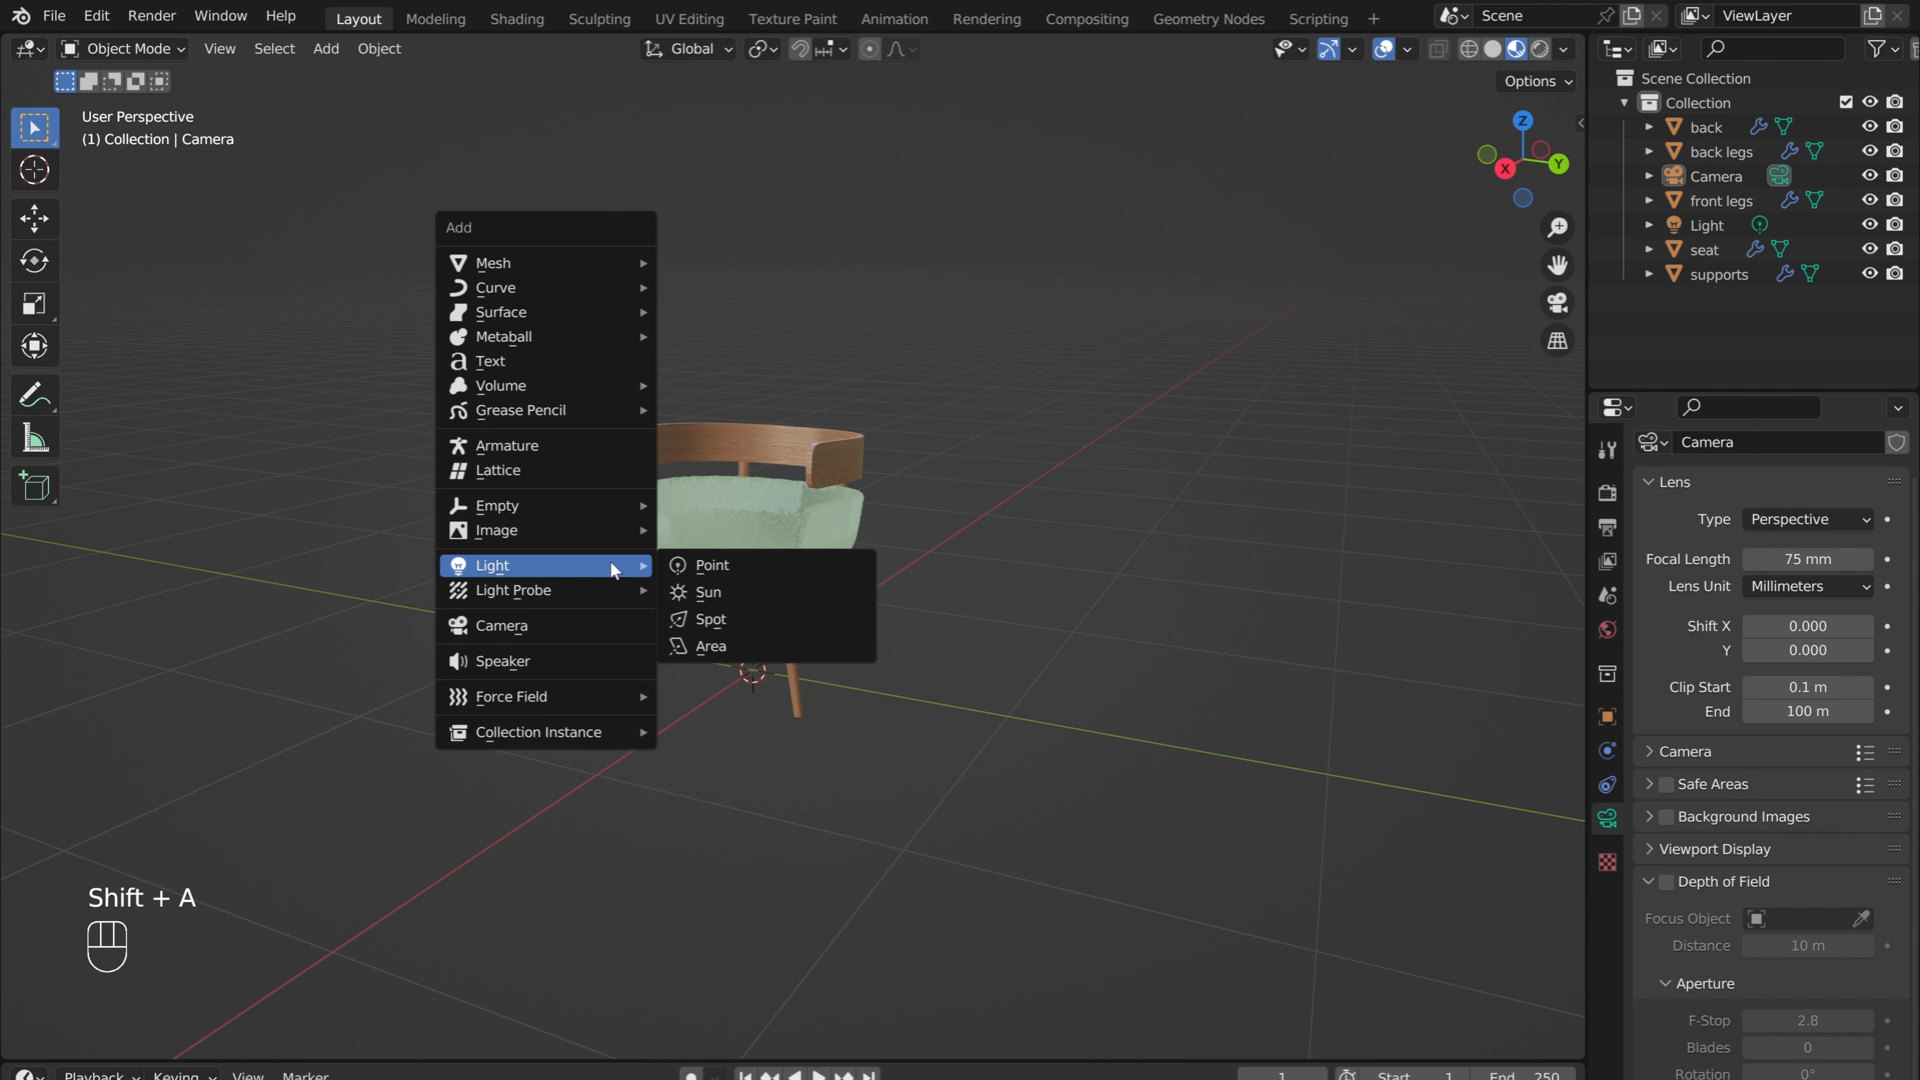 File Edit Render Window Help
Layout Modeling Shading Sculpting UV Editing Texture Paint Animation Rendering Compositing Geometry Nodes Scripting +
Scene
ViewLayer
Object Mode View Select Add Object
Global
Options
User Perspective
(1) Collection | Camera
Z
Y
X
Add
Mesh
Curve
Surface
Metaball
Text
Volume
Grease Pencil
Armature
Lattice
Empty
Image
Light
Light Probe
Camera
Speaker
Force Field
Collection Instance
Point
Sun
Spot
Area
Shift + A
Scene Collection
Collection
back
back legs
Camera
front legs
Light
seat
supports
Camera
Lens
Type Perspective
Focal Length 75 mm
Lens Unit Millimeters
Shift X 0.000
Y 0.000
Clip Start 0.1 m
End 100 m
Camera
Safe Areas
Background Images
Viewport Display
Depth of Field
Focus Object
Distance 10 m
Aperture
F-Stop 2.8
Blades 0
Rotation 0°
Playback Keying View Marker
1 Start 1 End 250